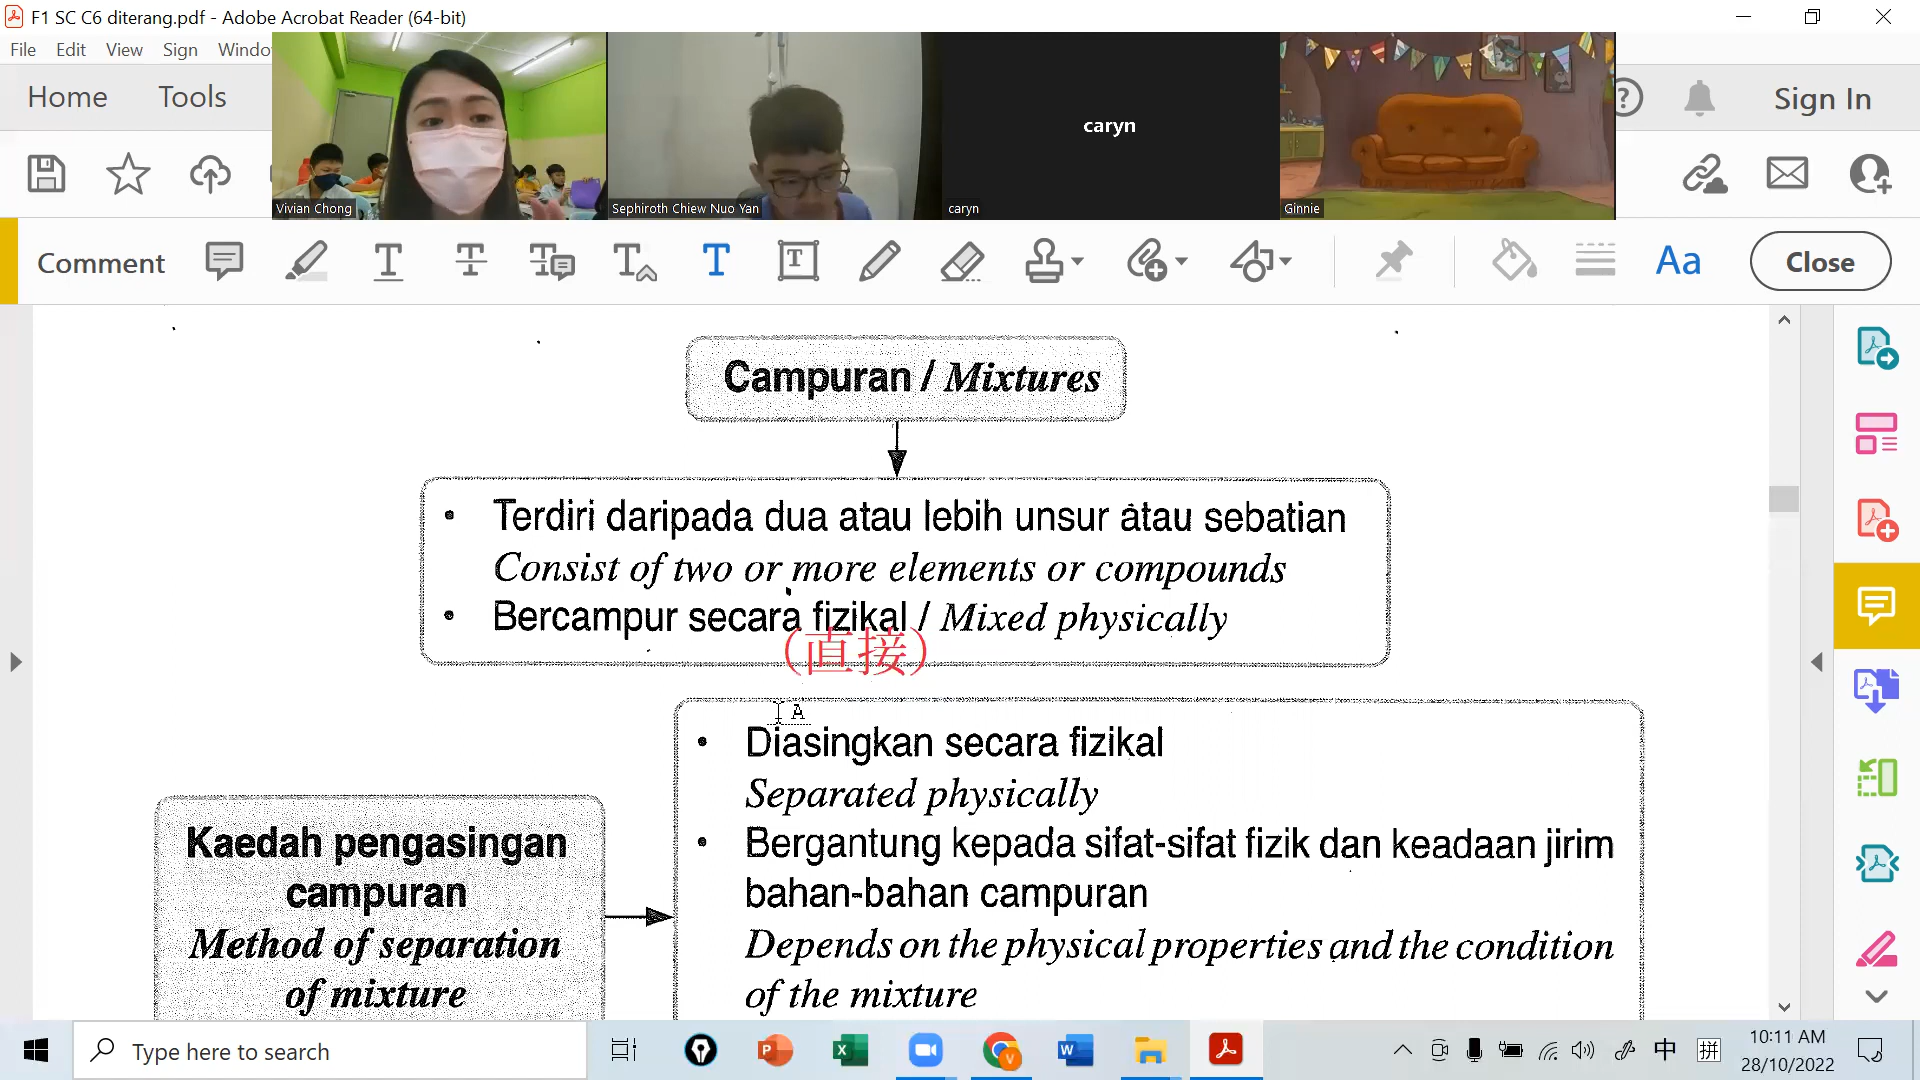 F1 SC C6 diterang.pdf - Adobe Acrobat Reader (64-bit)
File Edit View Sign Windo
Home Tools
Sign In
caryn
Vivian Chong
Sephiroth Chiew Nuo Yan
caryn
Ginnie
Comment
Aa
Close
Campuran / Mixtures
• Terdiri daripada dua atau lebih unsur atau sebatian
Consist of two or more elements or compounds
• Bercampur secara fizikal / Mixed physically
(直接)
• Diasingkan secara fizikal
Separated physically
• Bergantung kepada sifat-sifat fizik dan keadaan jirim
bahan-bahan campuran
Depends on the physical properties and the condition
of the mixture
Kaedah pengasingan
campuran
Method of separation
of mixture
Type here to search
中
拼
10:11 AM
28/10/2022